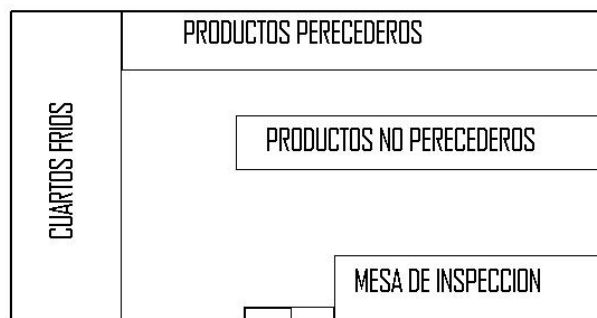 PRODUCTOS PERECEDEROS
CUARTOS FRIOS
PRODUCTOS NO PERECEDEROS
MESA DE INSPECCION